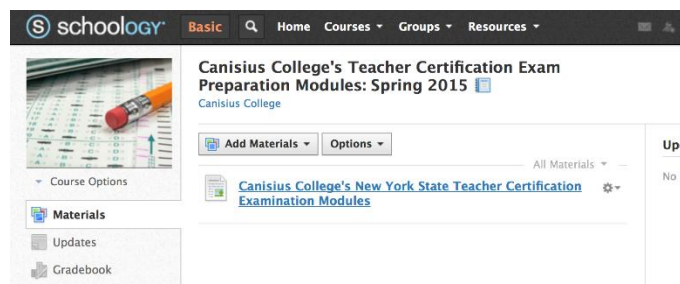 S schoology Basic Home Courses Groups Resources
Canisius College's Teacher Certification Exam
Preparation Modules: Spring 2015
Canisius College
Add Materials Options
Up
All Materials
No
Course Options
Canisius College's New York State Teacher Certification
Examination Modules
Materials
Updates
Gradebook